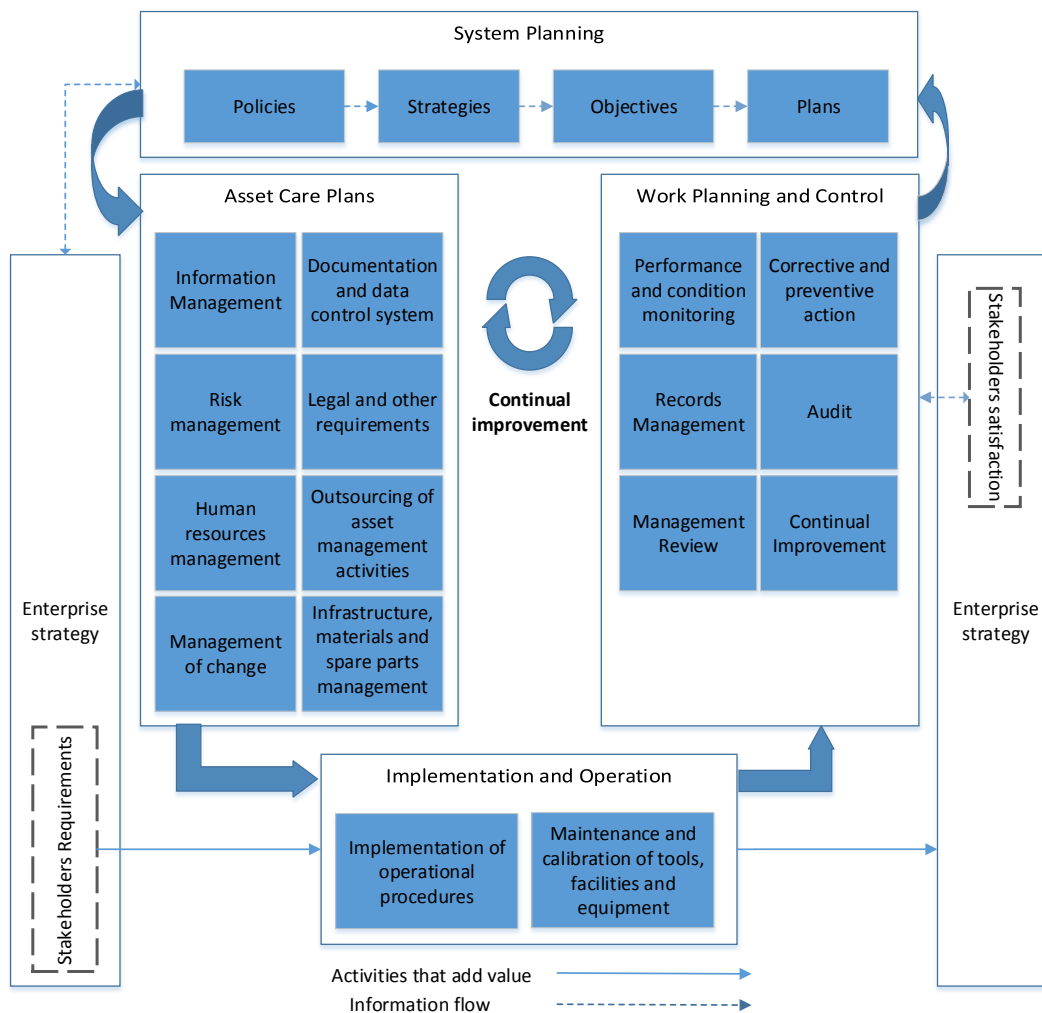 System Planning
Policies
Strategies
Objectives
Plans
Asset Care Plans
Information
Management
Documentation
and data
control system
Risk
management
Legal and other
requirements
Human
resources
management
Outsourcing of
asset
management
activities
Management
of change
Infrastructure,
materials and
spare parts
management
Continual
improvement
Work Planning and Control
Performance
and condition
monitoring
Corrective and
preventive
action
Records
Management
Audit
Management
Review
Continual
Improvement
Enterprise
strategy
Stakeholders Requirements
Stakeholders satisfaction
Enterprise
strategy
Implementation and Operation
Implementation of
operational
procedures
Maintenance and
calibration of tools,
facilities and
equipment
Activities that add value
Information flow